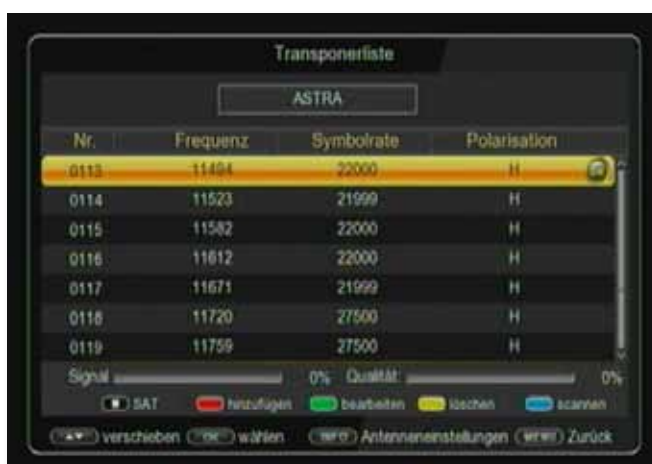 Transponerliste
ASTRA
Nr. Frequenz Symbolrate Polarisation
0113 11494 22000 H
0114 11523 21999 H
0115 11582 22000 H
0116 11612 22000 H
0117 11671 21999 H
0118 11720 27500 H
0119 11759 27500 H
Signal 0% Qualität 0%
SAT hinzufügen bearbeiten löschen scannen
verschieben OK wählen INFO Antenneneinstellungen MENU Zurück